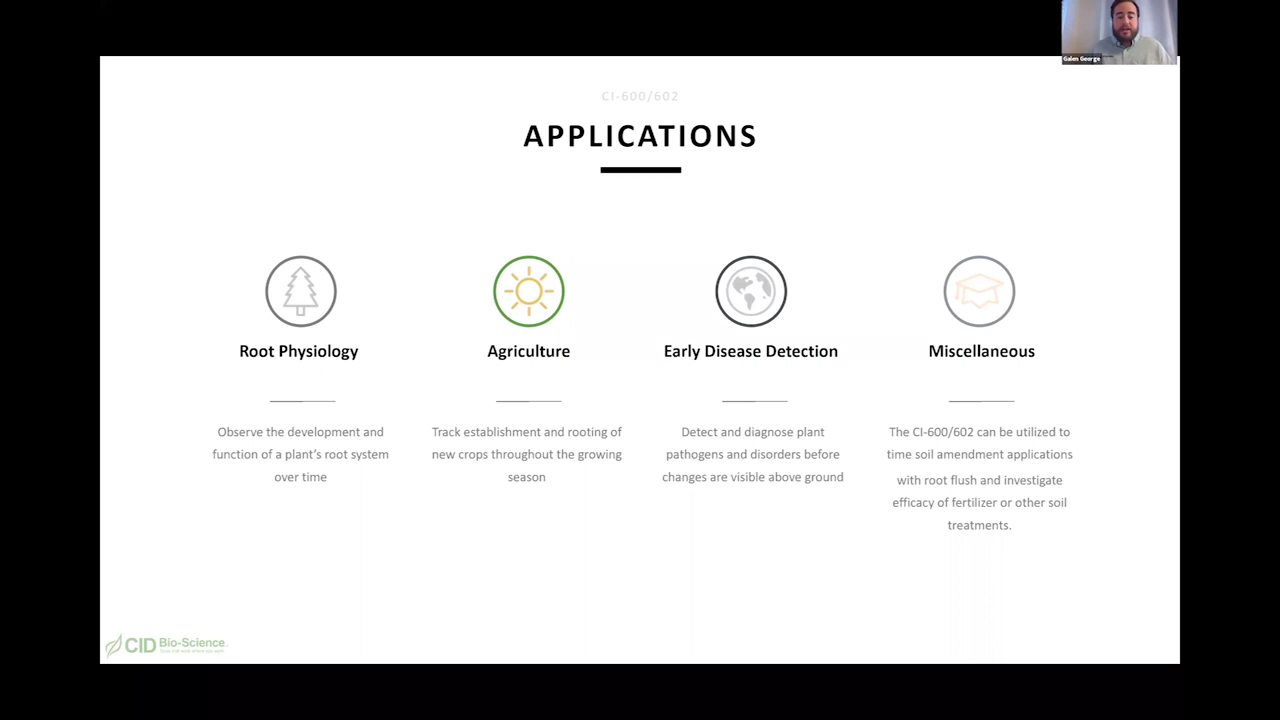 Galen George
CI-600/602
APPLICATIONS
Root Physiology
Observe the development and
function of a plant’s root system
over time
Agriculture
Track establishment and rooting of
new crops throughout the growing
season
Early Disease Detection
Detect and diagnose plant
pathogens and disorders before
changes are visible above ground
Miscellaneous
The CI-600/602 can be utilized to
time soil amendment applications
with root flush and investigate
efficacy of fertilizer or other soil
treatments.
CID Bio-Science